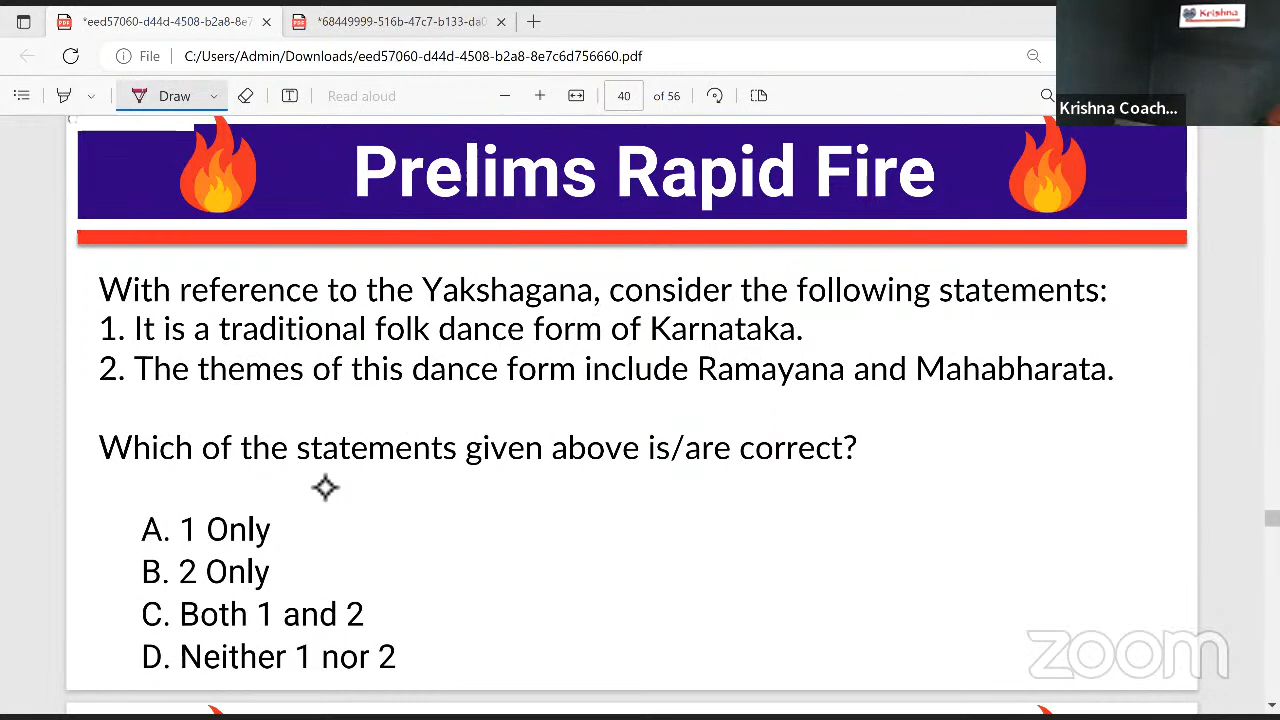 *eed57060-d44d-4508-b2a8-8e7
*68449999-516b-47c7-b133-dc
File C:/Users/Admin/Downloads/eed57060-d44d-4508-b2a8-8e7c6d756660.pdf
Draw
Read aloud
40 of 56
Krishna
Krishna Coach...
Prelims Rapid Fire
With reference to the Yakshagana, consider the following statements:
1. It is a traditional folk dance form of Karnataka.
2. The themes of this dance form include Ramayana and Mahabharata.
Which of the statements given above is/are correct?
A. 1 Only
B. 2 Only
C. Both 1 and 2
D. Neither 1 nor 2
zoom